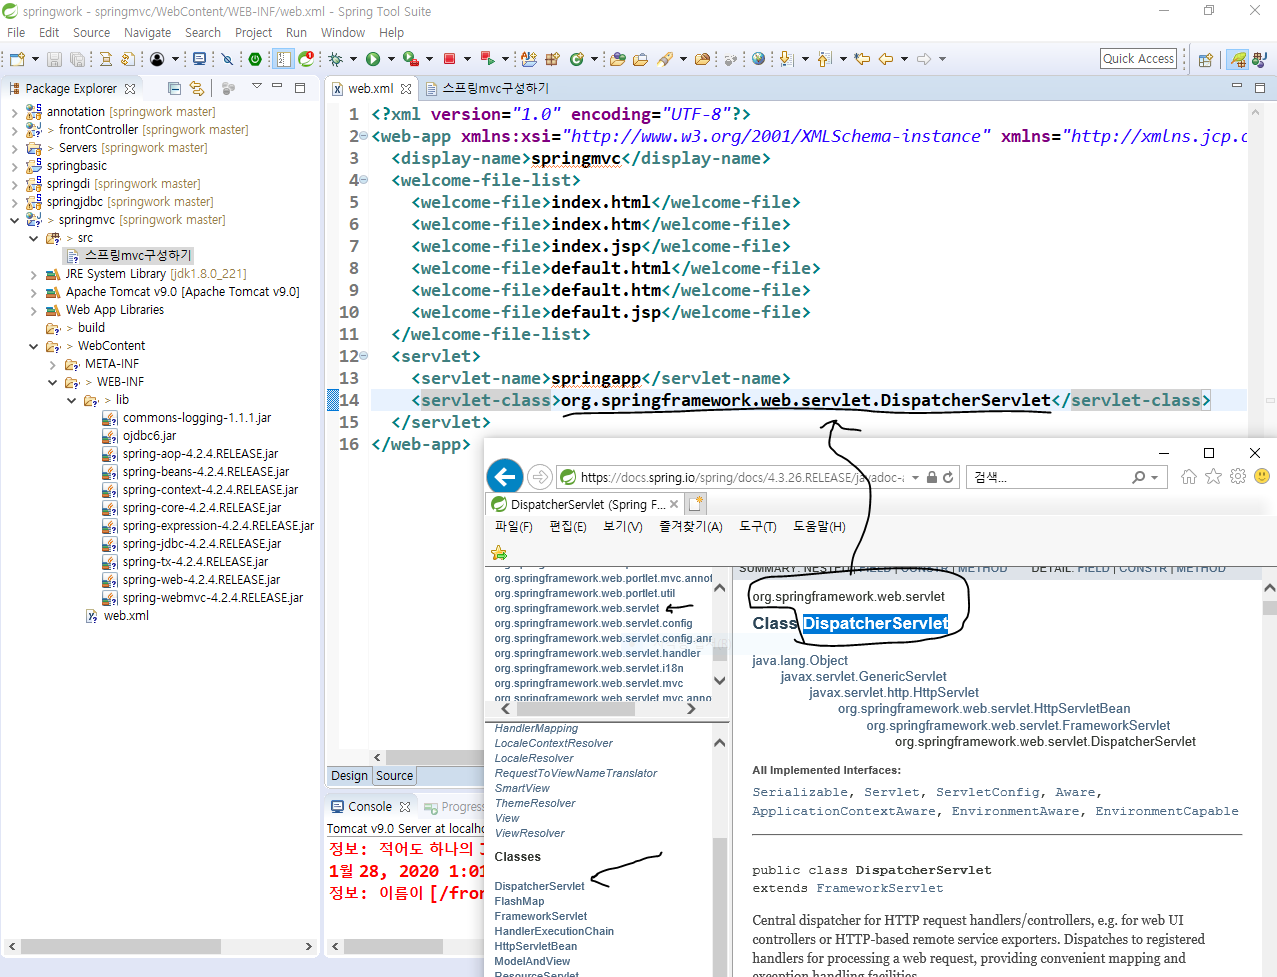 springwork - springmvc/WebContent/WEB-INF/web.xml - Spring Tool Suite
File Edit Source Navigate Search Project Run Window Help
Quick Access
Package Explorer
annotation [springwork master]
> frontController [springwork master]
> Servers [springwork master]
springbasic
springdi [springwork master]
springjdbc [springwork master]
> springmvc [springwork master]
> src
스프링mvc구성하기
JRE System Library [jdk1.8.0_221]
Apache Tomcat v9.0 [Apache Tomcat v9.0]
Web App Libraries
> build
> WebContent
META-INF
> WEB-INF
> lib
commons-logging-1.1.1.jar
ojdbc6.jar
spring-aop-4.2.4.RELEASE.jar
spring-beans-4.2.4.RELEASE.jar
spring-context-4.2.4.RELEASE.jar
spring-core-4.2.4.RELEASE.jar
spring-expression-4.2.4.RELEASE.jar
spring-jdbc-4.2.4.RELEASE.jar
spring-tx-4.2.4.RELEASE.jar
spring-web-4.2.4.RELEASE.jar
spring-webmvc-4.2.4.RELEASE.jar
web.xml
web.xml 스프링mvc구성하기
1 <?xml version="1.0" encoding="UTF-8"?>
2 <web-app xmlns:xsi="http://www.w3.org/2001/XMLSchema-instance" xmlns="http://xmlns.jcp.c
3 <display-name>springmvc</display-name>
4 <welcome-file-list>
5 <welcome-file>index.html</welcome-file>
6 <welcome-file>index.htm</welcome-file>
7 <welcome-file>index.jsp</welcome-file>
8 <welcome-file>default.html</welcome-file>
9 <welcome-file>default.htm</welcome-file>
10 <welcome-file>default.jsp</welcome-file>
11 </welcome-file-list>
12 <servlet>
13 <servlet-name>springapp</servlet-name>
14 <servlet-class>org.springframework.web.servlet.DispatcherServlet</servlet-class>
15 </servlet>
16 </web-app>
Design Source
Console Progress
Tomcat v9.0 Server at localho
정보: 적어도 하나의
1월 28, 2020 1:01
정보: 이름이 [/fron
https://docs.spring.io/spring/docs/4.3.26.RELEASE/javadoc-a
검색...
DispatcherServlet (Spring F...
파일(F) 편집(E) 보기(V) 즐겨찾기(A) 도구(T) 도움말(H)
org.springframework.web.portlet.mvc.annot
org.springframework.web.portlet.util
org.springframework.web.servlet
org.springframework.web.servlet.config
org.springframework.web.servlet.config.anr
org.springframework.web.servlet.handler
org.springframework.web.servlet.i18n
org.springframework.web.servlet.mvc
org.springframework.web.servlet.mvc.anno
HandlerMapping
LocaleContextResolver
LocaleResolver
RequestToViewNameTranslator
SmartView
ThemeResolver
View
ViewResolver
Classes
DispatcherServlet
FlashMap
FrameworkServlet
HandlerExecutionChain
HttpServletBean
ModelAndView
ResourceServlet
SUMMARY: NESTED | FIELD | CONSTR | METHOD DETAIL: FIELD | CONSTR | METHOD
org.springframework.web.servlet
Class DispatcherServlet
java.lang.Object
javax.servlet.GenericServlet
javax.servlet.http.HttpServlet
org.springframework.web.servlet.HttpServletBean
org.springframework.web.servlet.FrameworkServlet
org.springframework.web.servlet.DispatcherServlet
All Implemented Interfaces:
Serializable, Servlet, ServletConfig, Aware,
ApplicationContextAware, EnvironmentAware, EnvironmentCapable
public class DispatcherServlet
extends FrameworkServlet
Central dispatcher for HTTP request handlers/controllers, e.g. for web UI
controllers or HTTP-based remote service exporters. Dispatches to registered
handlers for processing a web request, providing convenient mapping and
exception handling facilities.